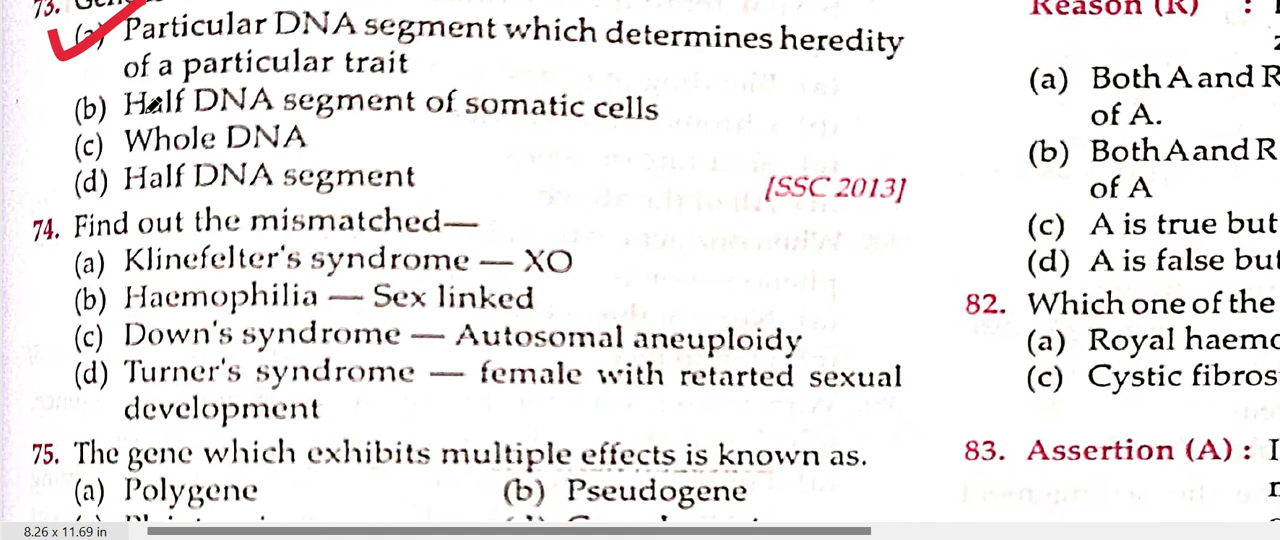 73.
(a) Particular DNA segment which determines heredity
of a particular trait
(b) Half DNA segment of somatic cells
(c) Whole DNA
(d) Half DNA segment
[SSC 2013]
74. Find out the mismatched—
(a) Klinefelter's syndrome — XO
(b) Haemophilia — Sex linked
(c) Down's syndrome — Autosomal aneuploidy
(d) Turner's syndrome — female with retarted sexual
development
75. The gene which exhibits multiple effects is known as.
(a) Polygene (b) Pseudogene
Reason (R) :
(a) Both A and R
of A.
(b) Both A and R
of A
(c) A is true but
(d) A is false but
82. Which one of the
(a) Royal haemo
(c) Cystic fibros
83. Assertion (A) : I
8.26 x 11.69 in